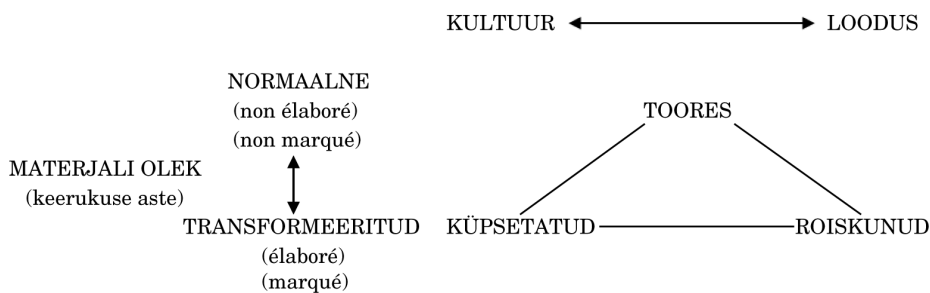 KULTUUR LOODUS
NORMAALNE
(non élaboré)
(non marqué)
TOORES
MATERJALI OLEK
(keerukuse aste)
TRANSFORMEERITUD KÜPSETATUD ROISKUNUD
(élaboré)
(marqué)